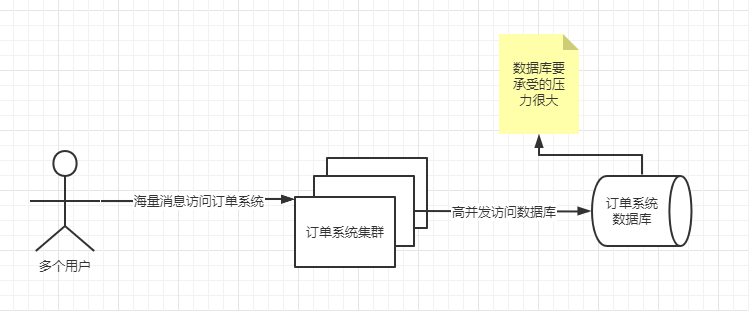 数据库要
承受的压
力很大
海量消息访问订单系统
订单系统集群
高并发访问数据库
订单系统
数据库
多个用户